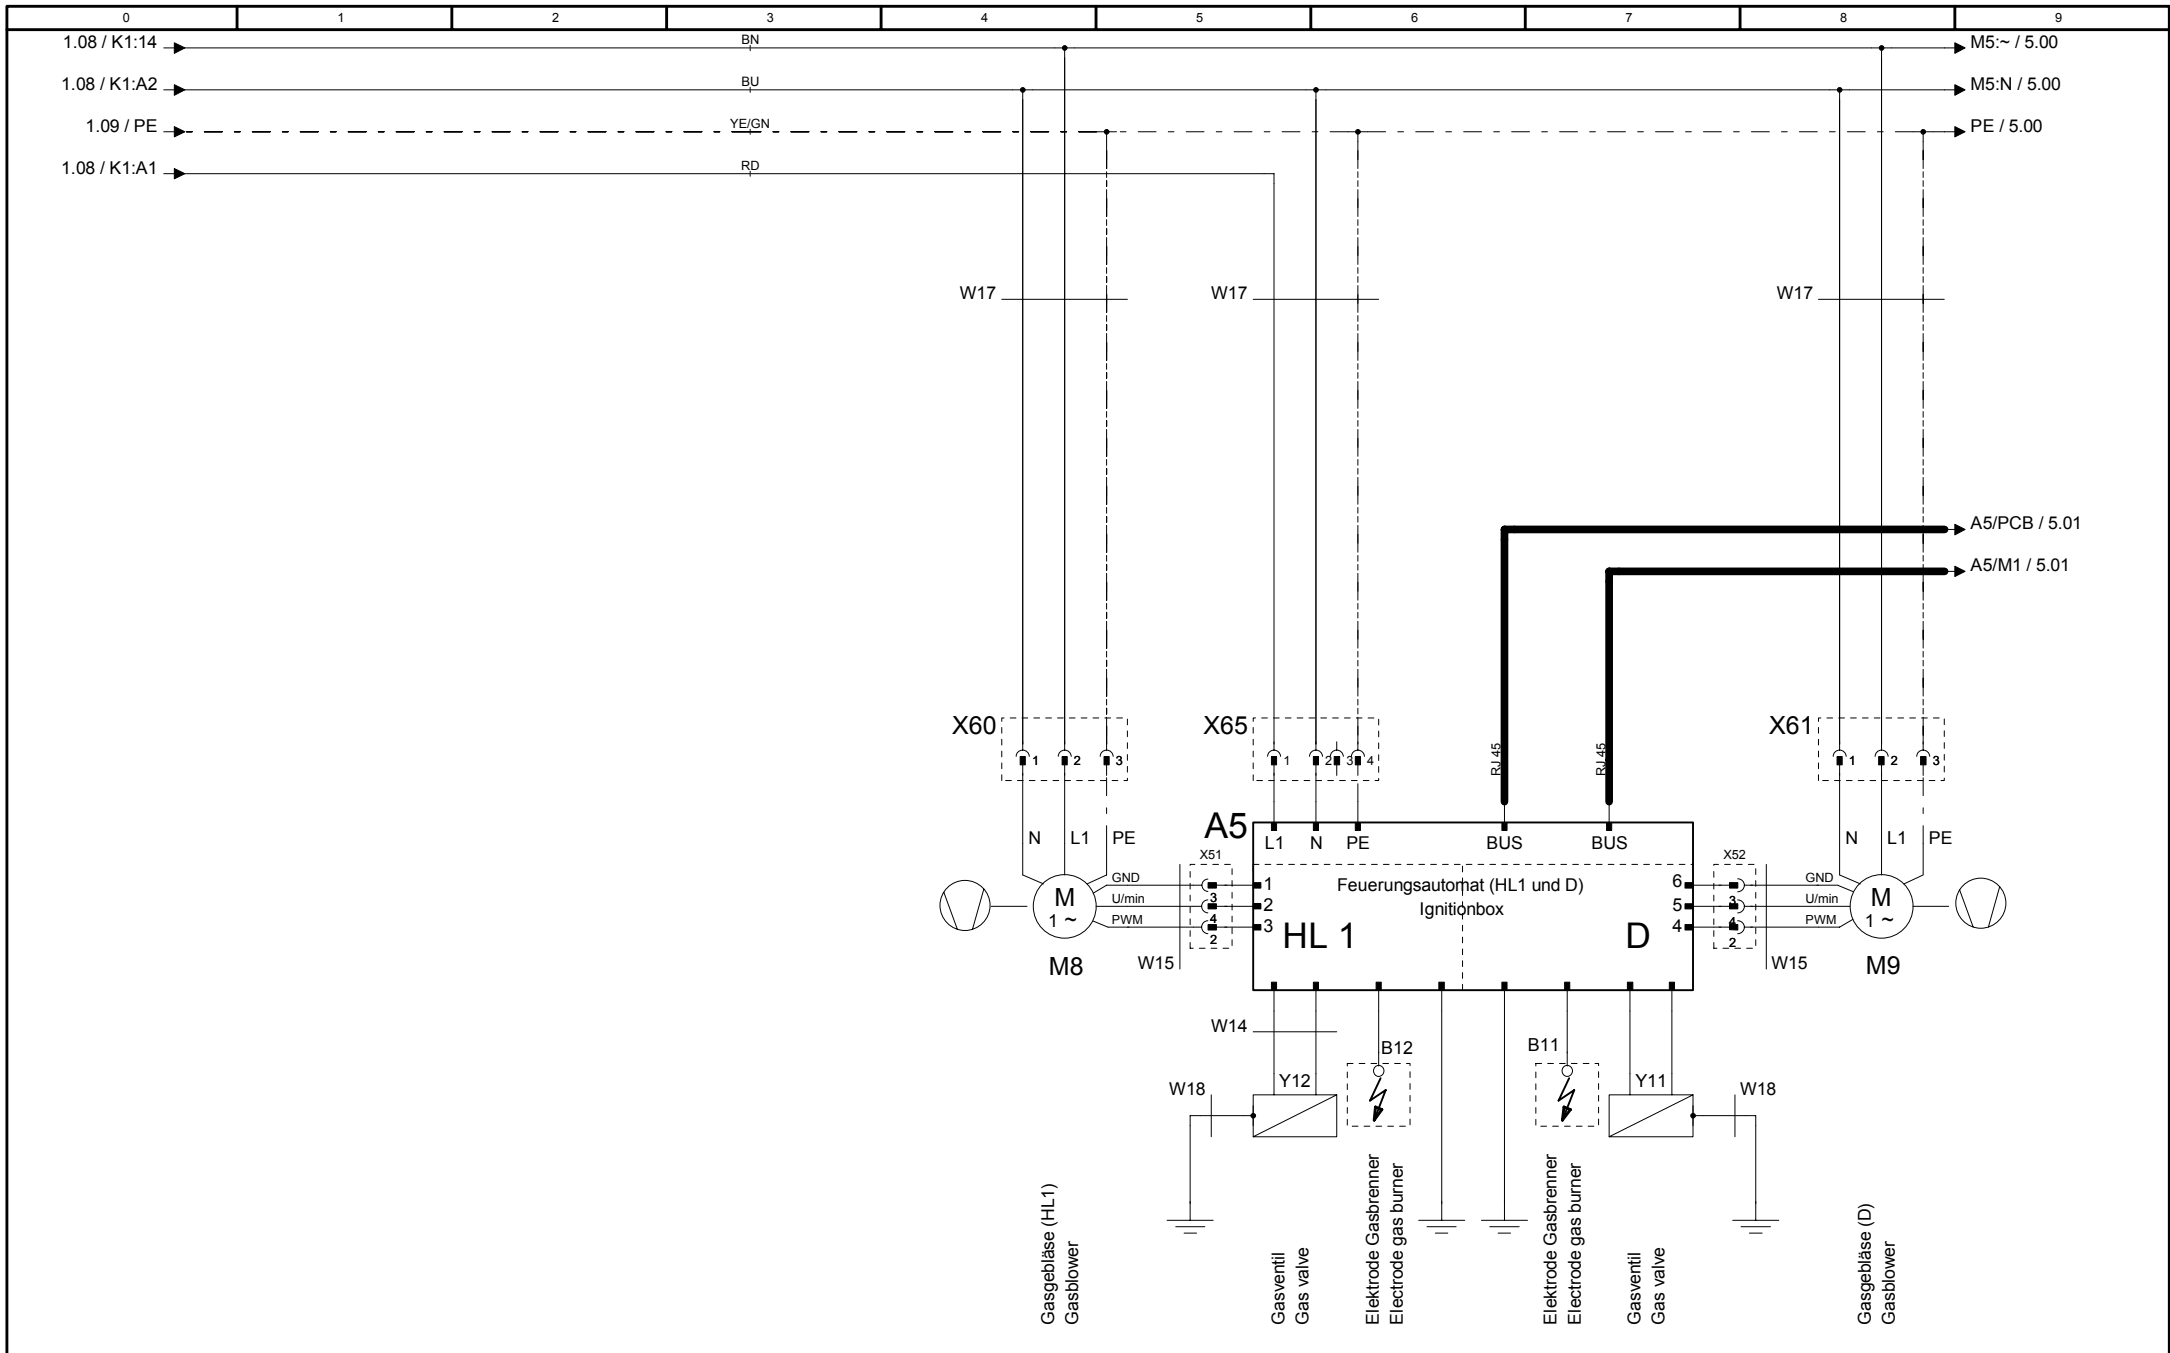 0 1 2 3 4 5 6 7 8 9
1.08 / K1:14 BN M5:~ / 5.00
1.08 / K1:A2 BU M5:N / 5.00
1.09 / PE YE/GN PE / 5.00
1.08 / K1:A1 RD
W17 W17 W17
A5/PCB / 5.01
A5/M1 / 5.01
X60 X65 X61
RJ 45 RJ 45
1 2 3 1 2 3 4 1 2 3
A5
N L1 PE L1 N PE BUS BUS N L1 PE
X51 X52
GND 3 1 Feuerungsautomat (HL1 und D) 6 3 GND
U/min 4 2 Ignitionbox 5 4 U/min
PWM 2 3 HL 1 D 4 2 PWM
M M
1 ~ 1 ~
M8 W15 W15 M9
W14
B12 B11
W18 Y12 Y11 W18
Gasgebläse (HL1)
Gasblower
Gasventil
Gas valve
Elektrode Gasbrenner
Electrode gas burner
Elektrode Gasbrenner
Electrode gas burner
Gasventil
Gas valve
Gasgebläse (D)
Gasblower